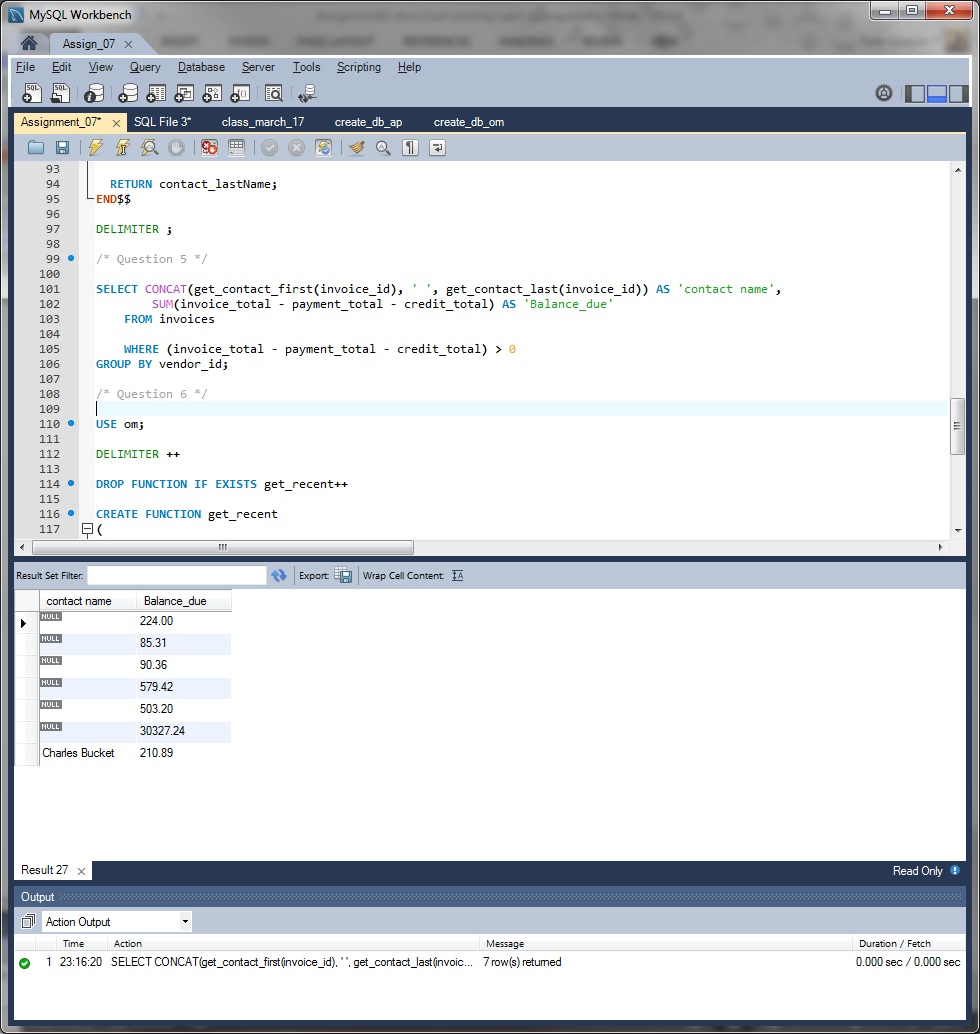 MySQL Workbench
Assign_07
File Edit View Query Database Server Tools Scripting Help
Assignment_07* SQL File 3* class_march_17 create_db_ap create_db_om
93
94 RETURN contact_lastName;
95 END$$
96
97 DELIMITER ;
98
99 /* Question 5 */
100
101 SELECT CONCAT(get_contact_first(invoice_id), ' ', get_contact_last(invoice_id)) AS 'contact name',
102 SUM(invoice_total - payment_total - credit_total) AS 'Balance_due'
103 FROM invoices
104
105 WHERE (invoice_total - payment_total - credit_total) > 0
106 GROUP BY vendor_id;
107
108 /* Question 6 */
109
110 USE om;
111
112 DELIMITER ++
113
114 DROP FUNCTION IF EXISTS get_recent++
115
116 CREATE FUNCTION get_recent
117 (
Result Set Filter: Export: Wrap Cell Content:
contact name Balance_due
NULL 224.00
NULL 85.31
NULL 90.36
NULL 579.42
NULL 503.20
NULL 30327.24
Charles Bucket 210.89
Result 27 Read Only
Output
Action Output
Time Action Message Duration / Fetch
1 23:16:20 SELECT CONCAT(get_contact_first(invoice_id), ' ', get_contact_last(invoic... 7 row(s) returned 0.000 sec / 0.000 sec